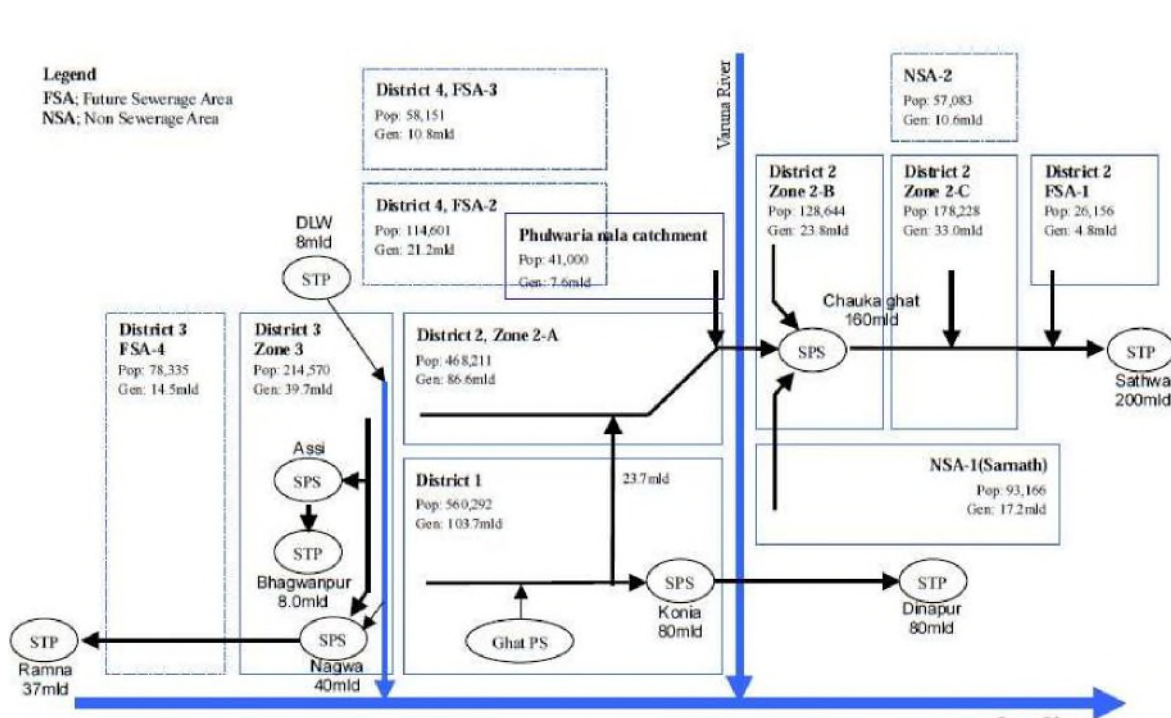 Legend
FSA; Future Sewerage Area
NSA; Non Sewerage Area
District 4, FSA-3
Pop: 58,151
Gen: 10.8mld
District 4, FSA-2
Pop: 114,601
Gen: 21.2mld
Phulwaria nala catchment
Pop: 41,000
Gen: 7.6mld
Varuna River
NSA-2
Pop: 57,083
Gen: 10.6mld
District 2
Zone 2-B
Pop: 128,644
Gen: 23.8mld
District 2
Zone 2-C
Pop: 178,228
Gen: 33.0mld
District 2
FSA-1
Pop: 26,156
Gen: 4.8mld
DLW
8mld
STP
District 3
FSA-4
Pop: 78,335
Gen: 14.5mld
District 3
Zone 3
Pop: 214,570
Gen: 39.7mld
District 2, Zone 2-A
Pop: 468,211
Gen: 86.6mld
Chauka ghat
160mld
SPS
STP
Sathwa
200mld
Assi
SPS
STP
Bhagwanpur
8.0mld
District 1
Pop: 560,292
Gen: 103.7mld
23.7mld
NSA-1(Sarnath)
Pop: 93,166
Gen: 17.2mld
SPS
Konia
80mld
STP
Dinapur
80mld
Ghat PS
STP
Ramna
37mld
SPS
Nagwa
40mld